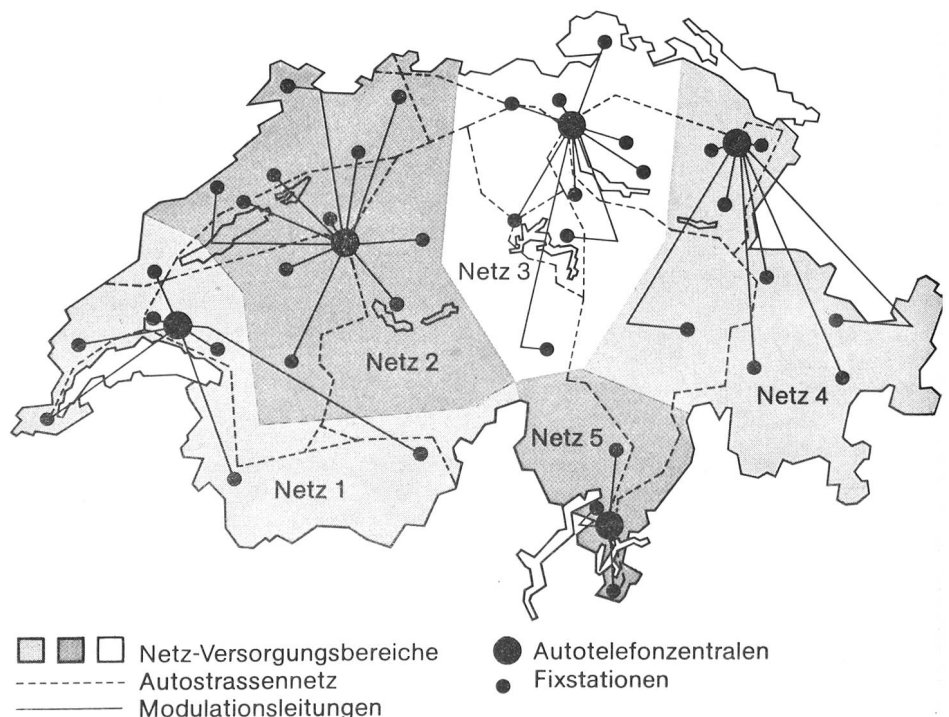 Netz 3
Netz 2
Netz 4
Netz 5
Netz 1
Netz-Versorgungsbereiche
Autostrassennetz
Modulationsleitungen
Autotelefonzentralen
Fixstationen